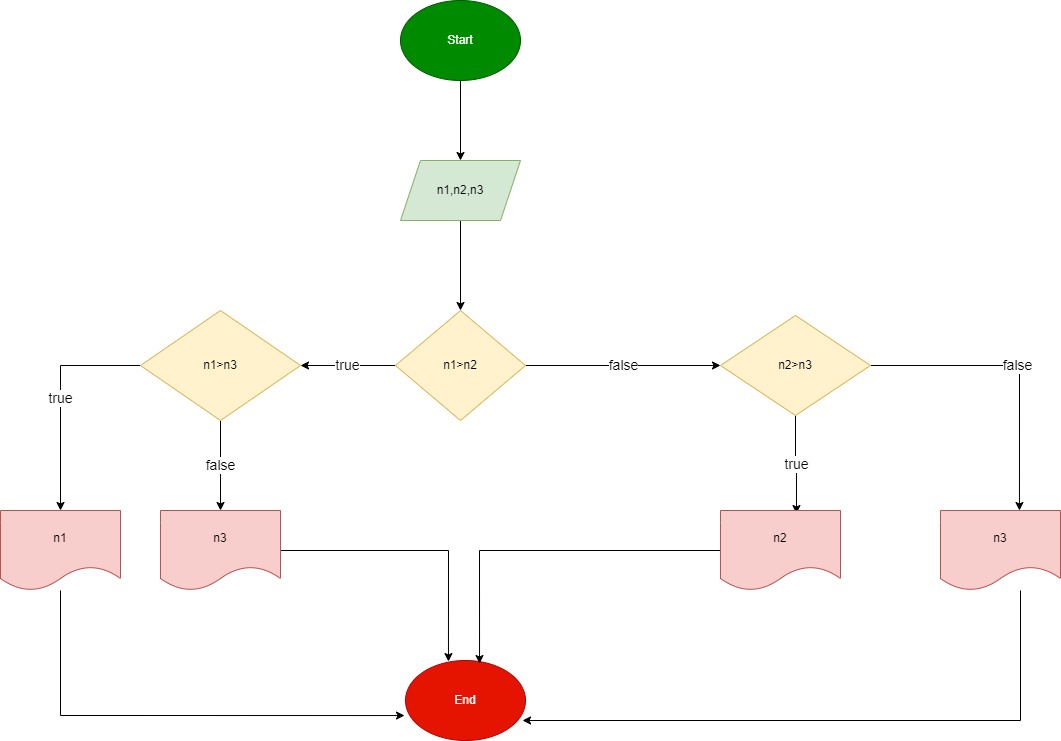 Start
n1,n2,n3
n1>n3
true
n1>n2
false
n2>n3
false
true
false
true
n1
n3
n2
n3
End